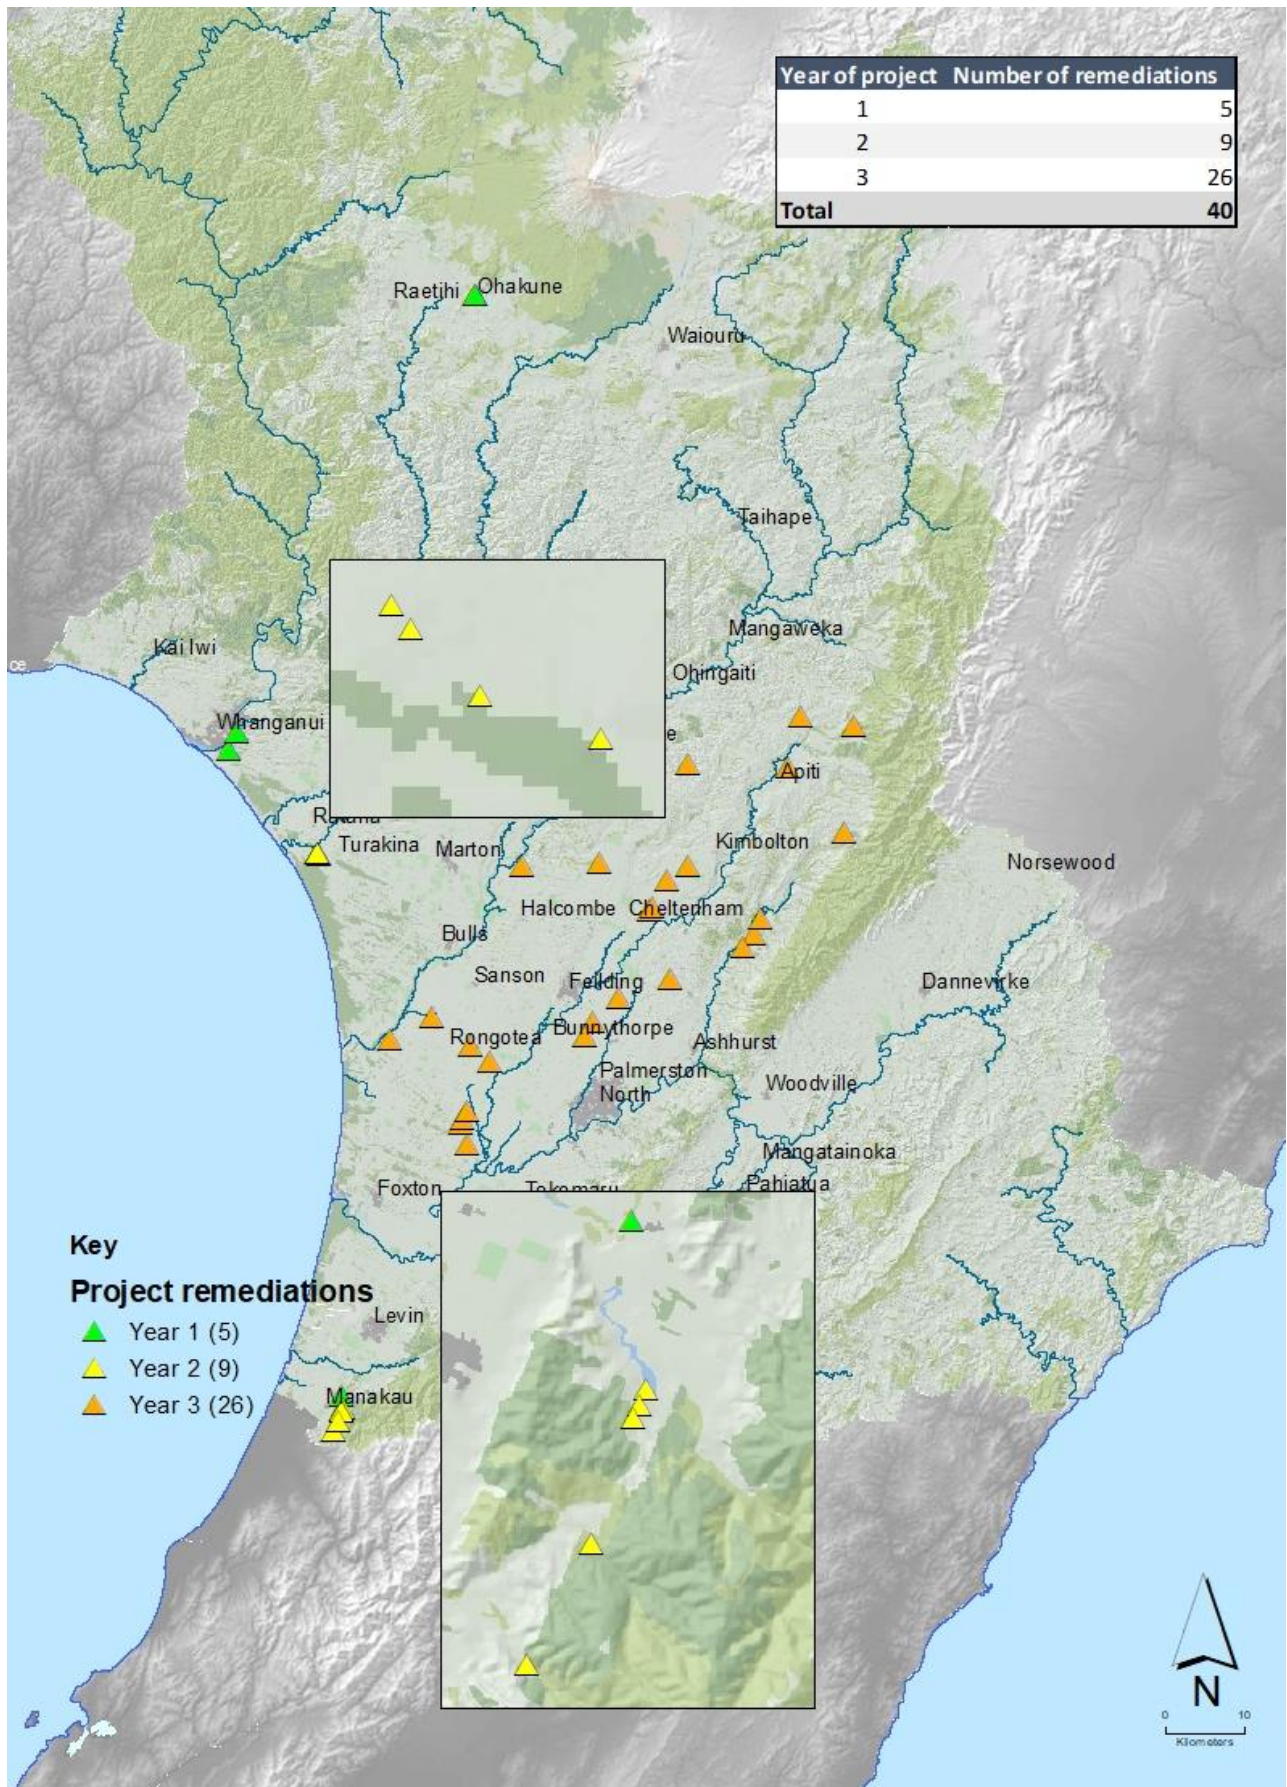 Year of project Number of remediations
1 5
2 9
3 26
Total 40
Raetihi
Ohakune
Waiouru
Taihape
Mangaweka
Kai Iwi
ce
Ohingaiti
Whanganui
e
Apiti
Turakina
Marton
Kimbolton
Norsewood
Halcombe
Cheltenham
Bulls
Sanson
Feilding
Dannevirke
Rongotea
Bunnythorpe
Ashhurst
Palmerston
North
Woodville
Mangatainoka
Pahiatua
Foxton
Tokomaru
Key
Project remediations
Year 1 (5)
Year 2 (9)
Year 3 (26)
Levin
Manakau
N
0 10
Kilometers